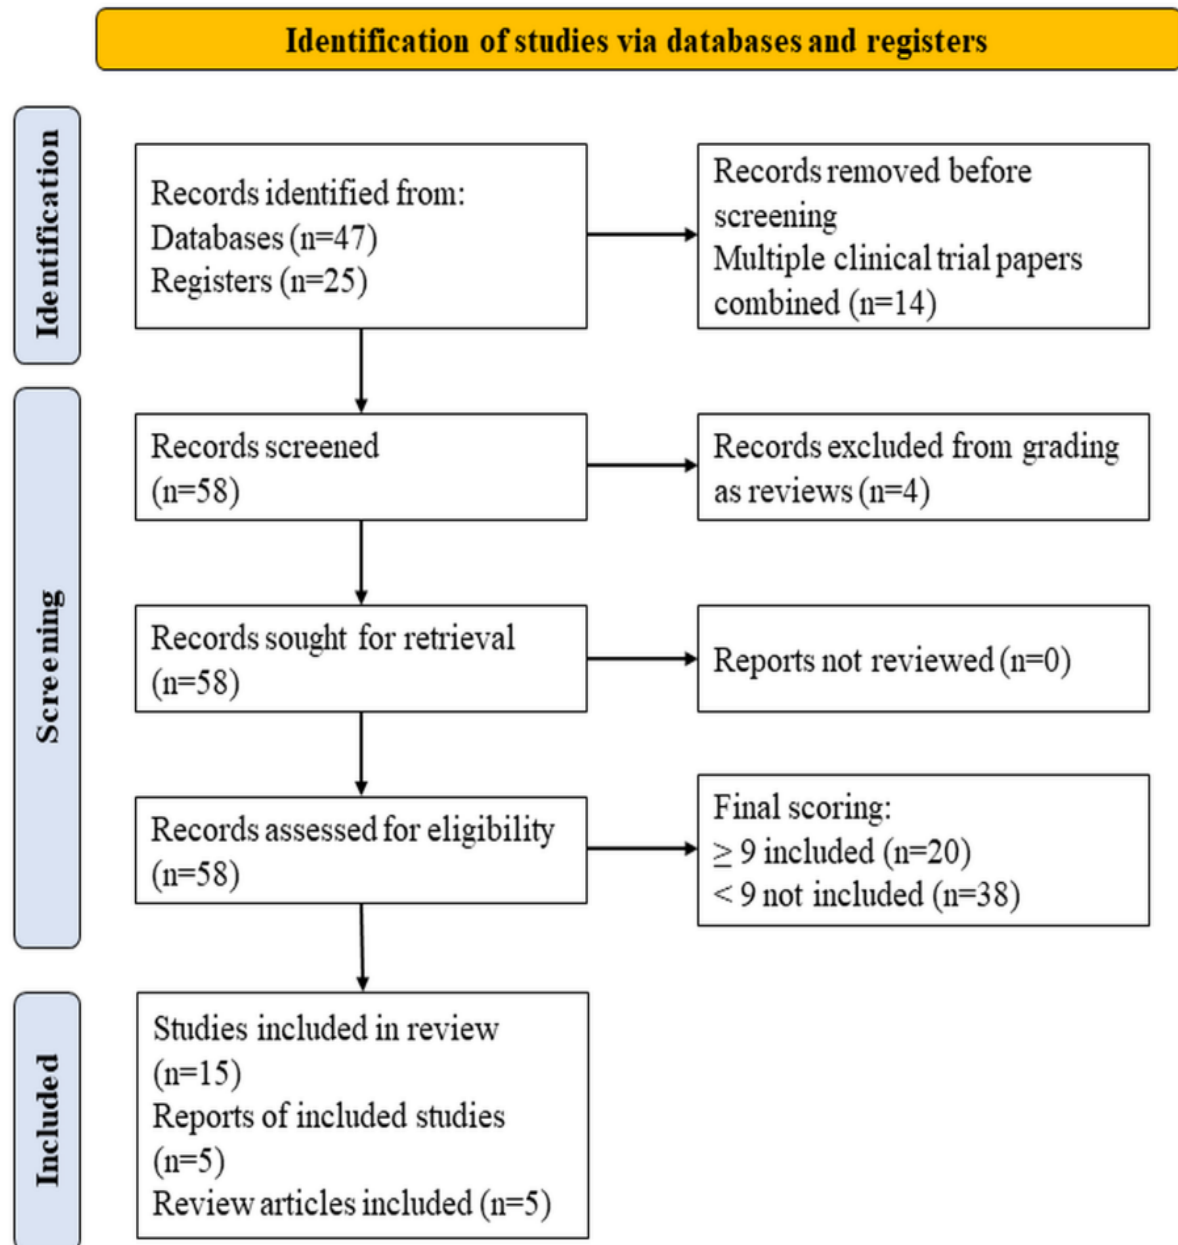 Identification of studies via databases and registers
Identification
Records identified from:
Databases (n=47)
Registers (n=25)
Records removed before
screening
Multiple clinical trial papers
combined (n=14)
Screening
Records screened
(n=58)
Records excluded from grading
as reviews (n=4)
Records sought for retrieval
(n=58)
Reports not reviewed (n=0)
Records assessed for eligibility
(n=58)
Final scoring:
≥ 9 included (n=20)
< 9 not included (n=38)
Included
Studies included in review
(n=15)
Reports of included studies
(n=5)
Review articles included (n=5)